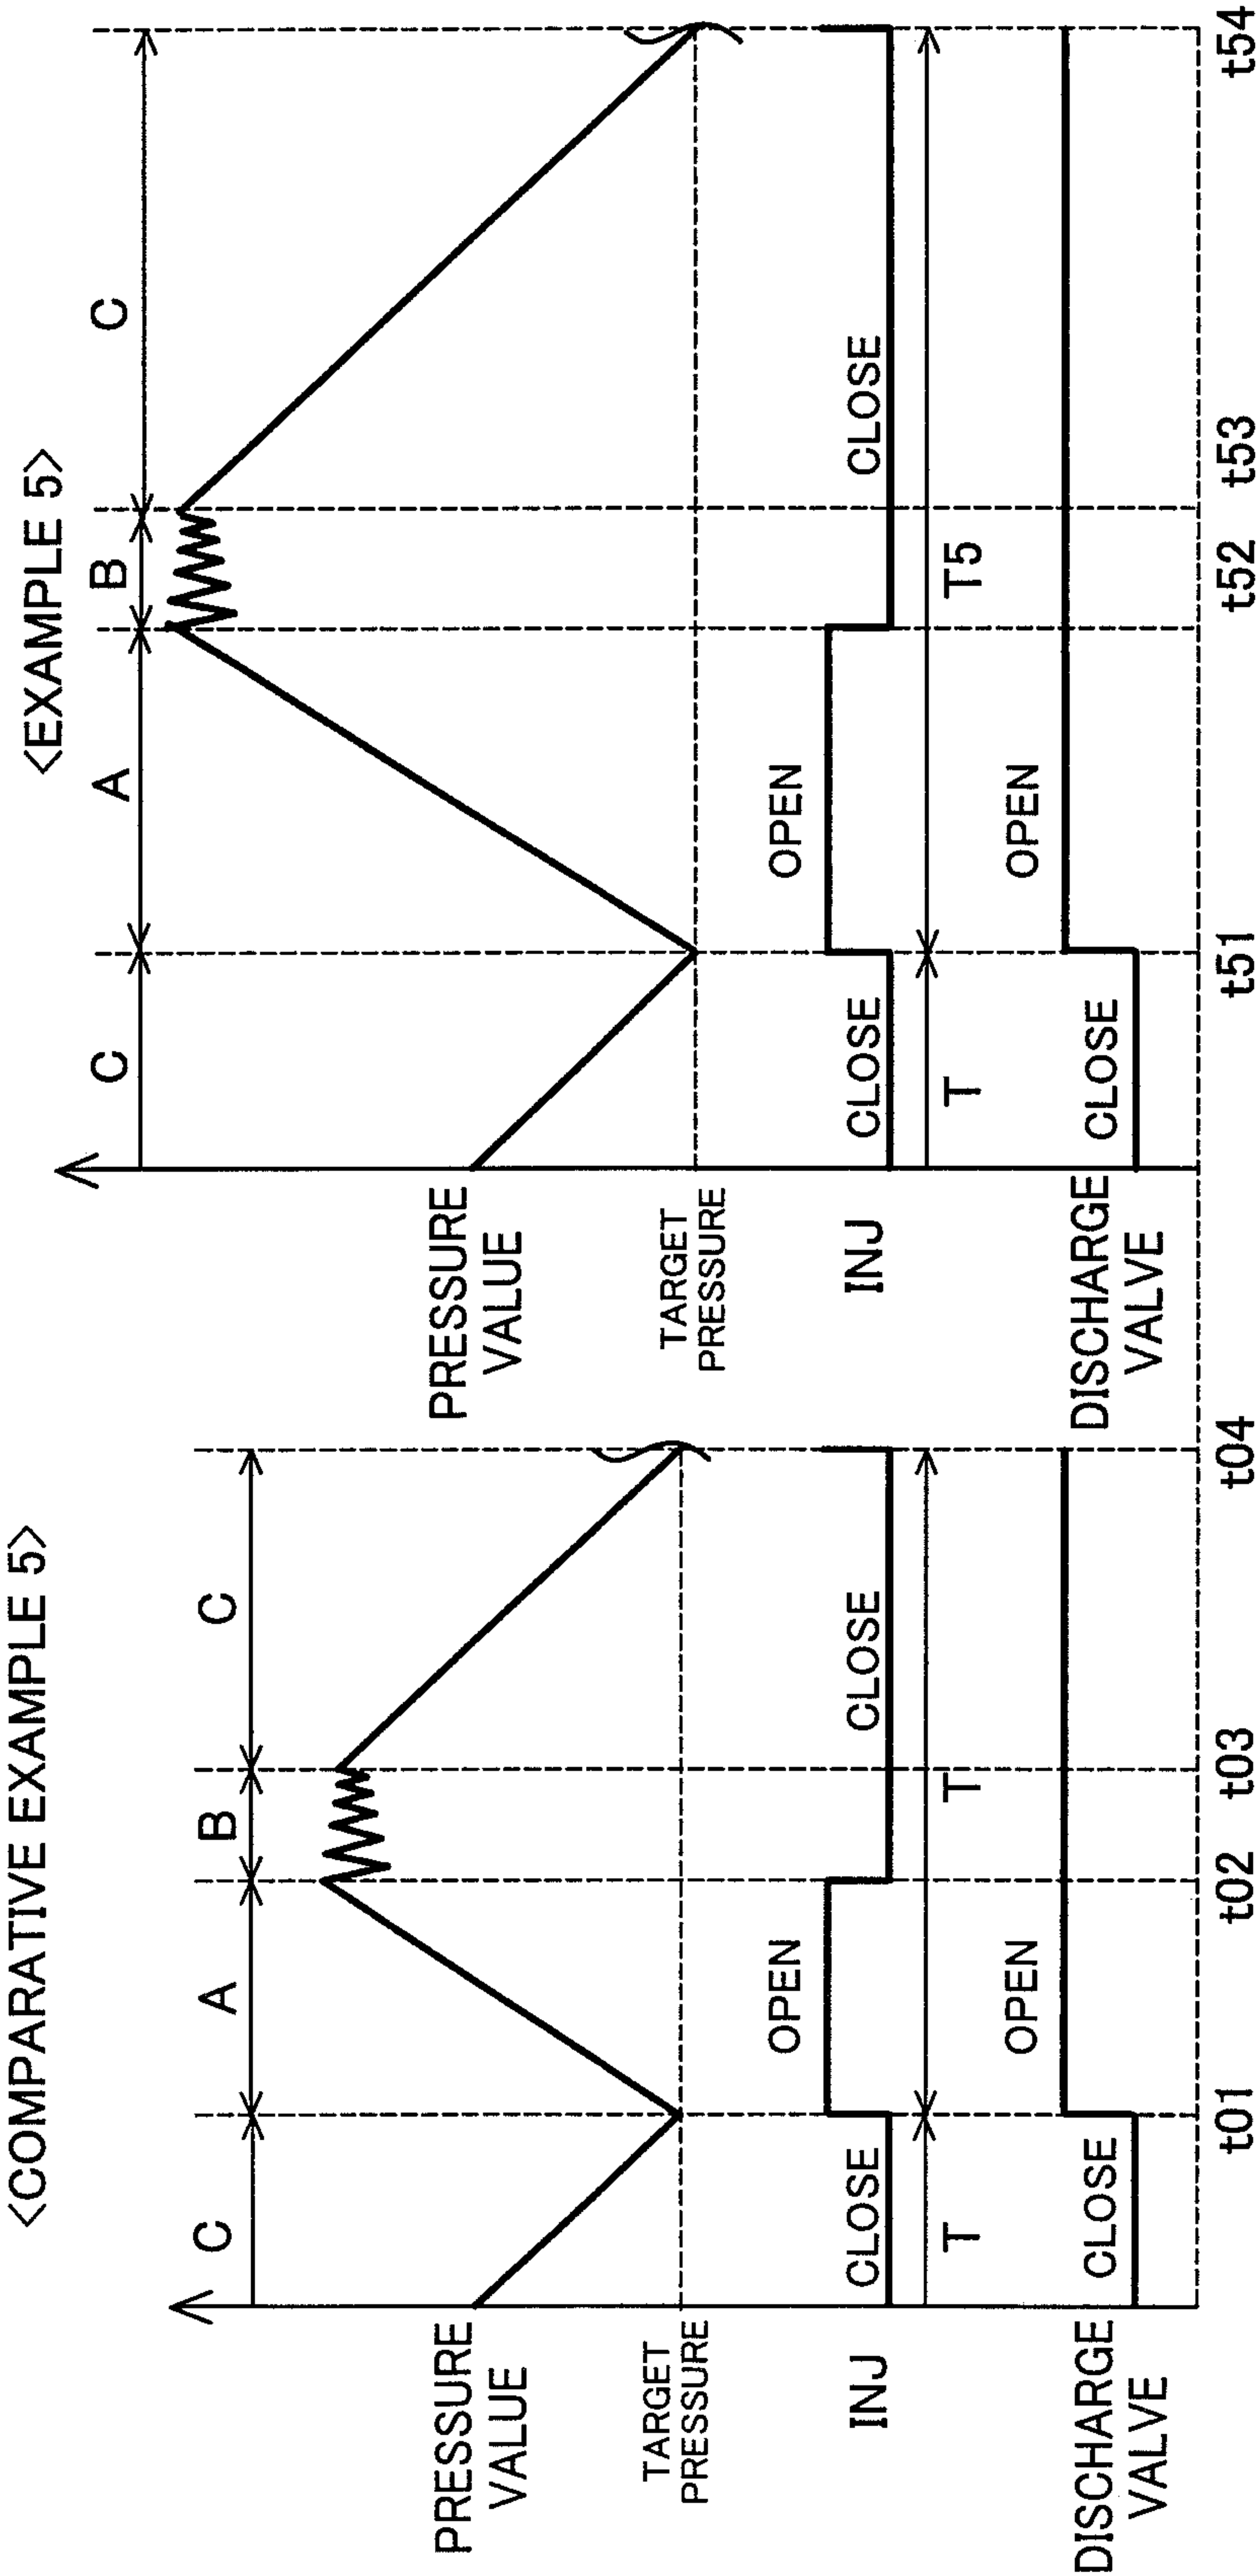 <COMPARATIVE EXAMPLE 5>
C
A
B
C
PRESSURE
VALUE
TARGET
PRESSURE
INJ
CLOSE
OPEN
CLOSE
T
T
DISCHARGE
VALVE
CLOSE
OPEN
t01
t02
t03
t04
<EXAMPLE 5>
C
A
B
C
PRESSURE
VALUE
TARGET
PRESSURE
INJ
CLOSE
OPEN
CLOSE
T
T5
DISCHARGE
VALVE
CLOSE
OPEN
t51
t52
t53
t54